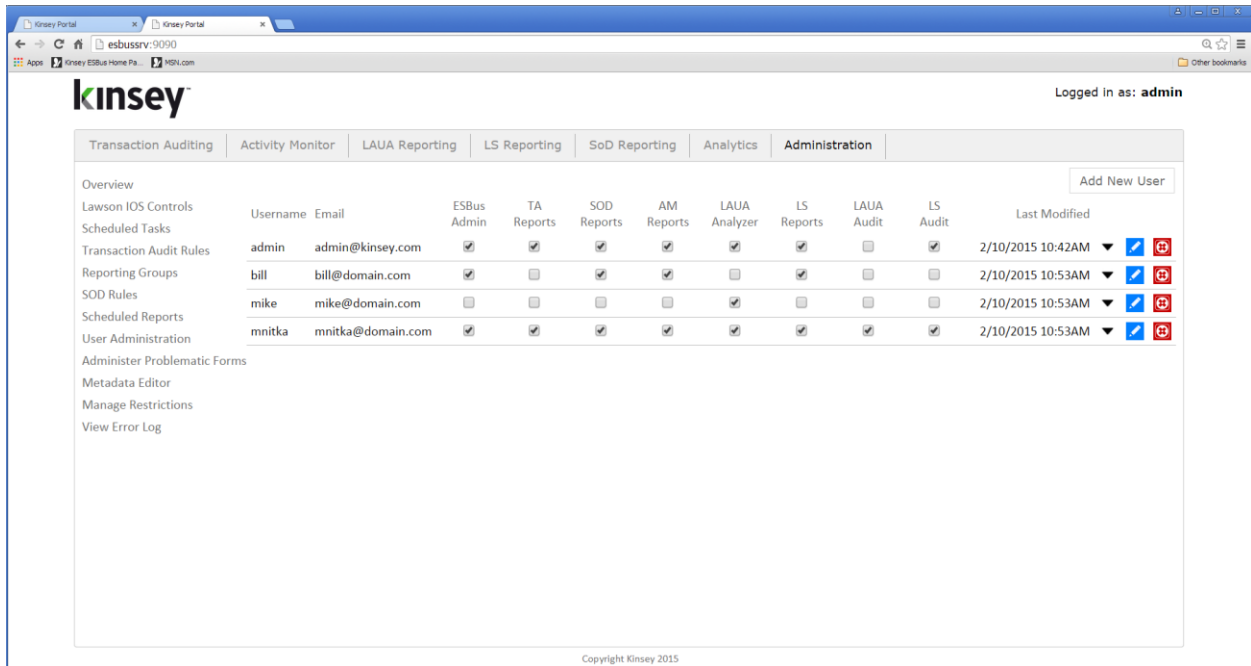 Kinsey Portal
Kinsey Portal
esbussrv:9090
Apps Kinsey ESBus Home Pa... MSN.com Other bookmarks
kinsey
Logged in as: admin
Transaction Auditing Activity Monitor LAUA Reporting LS Reporting SoD Reporting Analytics Administration
Add New User
Overview
Lawson IOS Controls
Scheduled Tasks
Transaction Audit Rules
Reporting Groups
SOD Rules
Scheduled Reports
User Administration
Administer Problematic Forms
Metadata Editor
Manage Restrictions
View Error Log
Username Email ESBus Admin TA Reports SOD Reports AM Reports LAUA Analyzer LS Reports LAUA Audit LS Audit Last Modified
admin admin@kinsey.com 2/10/2015 10:42AM
bill bill@domain.com 2/10/2015 10:53AM
mike mike@domain.com 2/10/2015 10:53AM
mnitka mnitka@domain.com 2/10/2015 10:53AM
Copyright Kinsey 2015